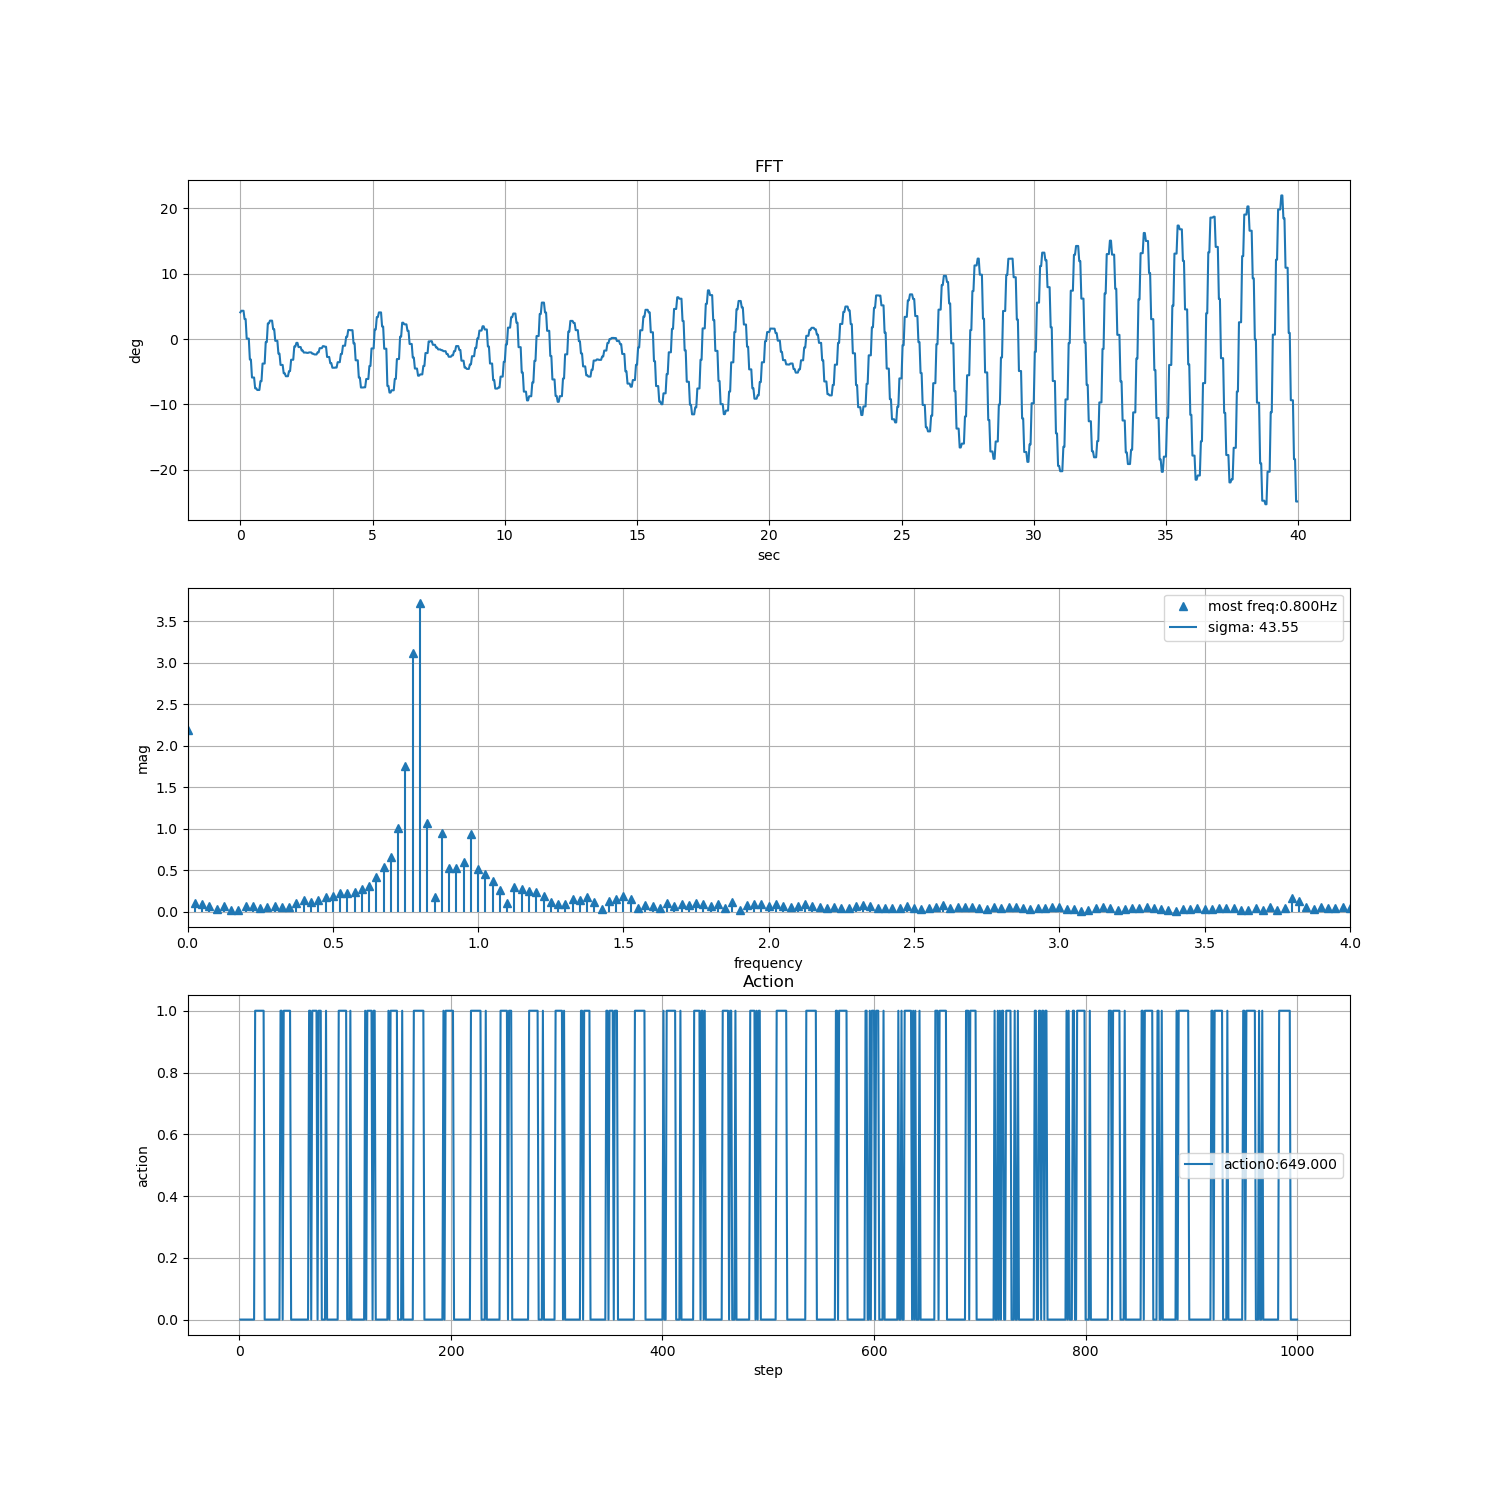 FFT
20
10
0
−10
−20
deg
0 5 10 15 20 25 30 35 40
sec
3.5
3.0
2.5
2.0
1.5
1.0
0.5
0.0
mag
most freq:0.800Hz
sigma: 43.55
0.0 0.5 1.0 1.5 2.0 2.5 3.0 3.5 4.0
frequency
Action
1.0
0.8
0.6
0.4
0.2
0.0
action
action0:649.000
0 200 400 600 800 1000
step